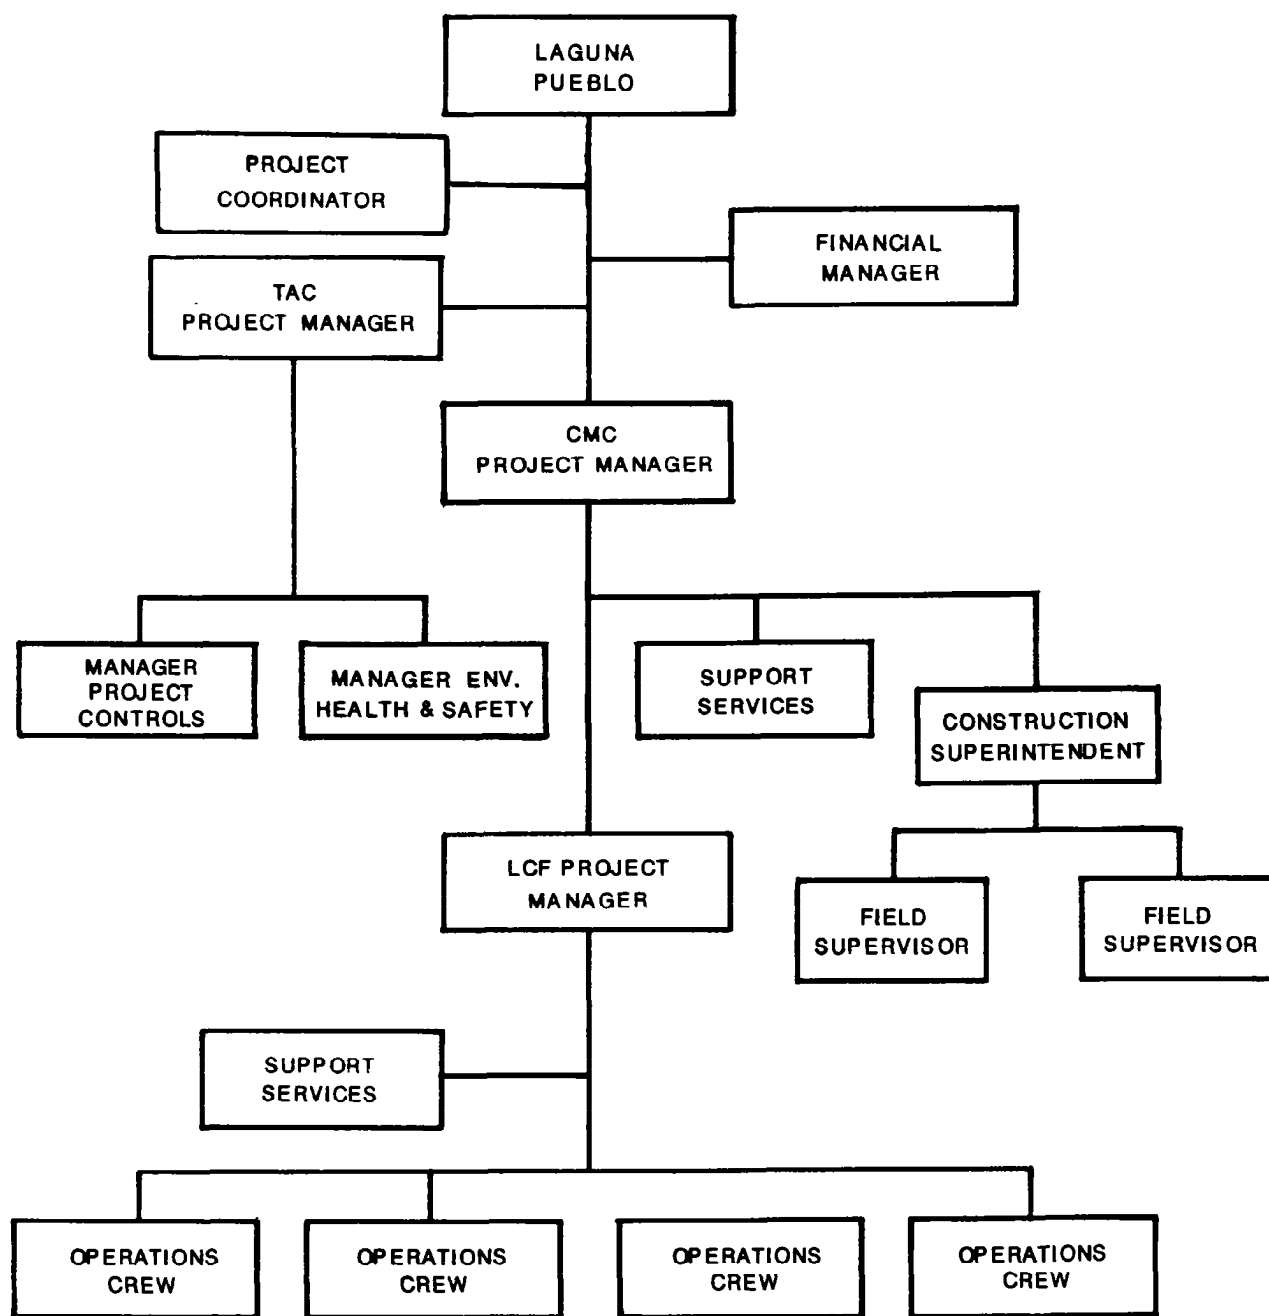 LAGUNA
PUEBLO
PROJECT
COORDINATOR
FINANCIAL
MANAGER
TAC
PROJECT MANAGER
CMC
PROJECT MANAGER
MANAGER
PROJECT
CONTROLS
MANAGER ENV.
HEALTH & SAFETY
SUPPORT
SERVICES
CONSTRUCTION
SUPERINTENDENT
LCF PROJECT
MANAGER
FIELD
SUPERVISOR
FIELD
SUPERVISOR
SUPPORT
SERVICES
OPERATIONS
CREW
OPERATIONS
CREW
OPERATIONS
CREW
OPERATIONS
CREW